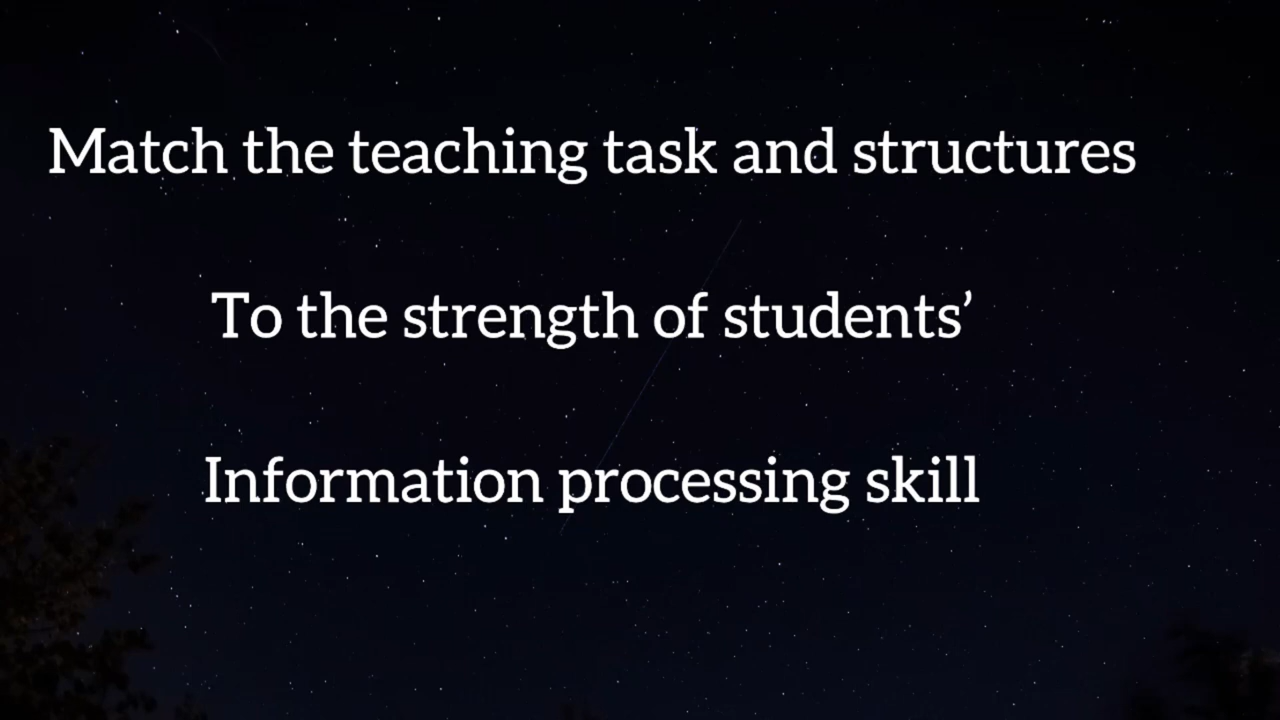 Match the teaching task and structures
To the strength of students’
Information processing skill